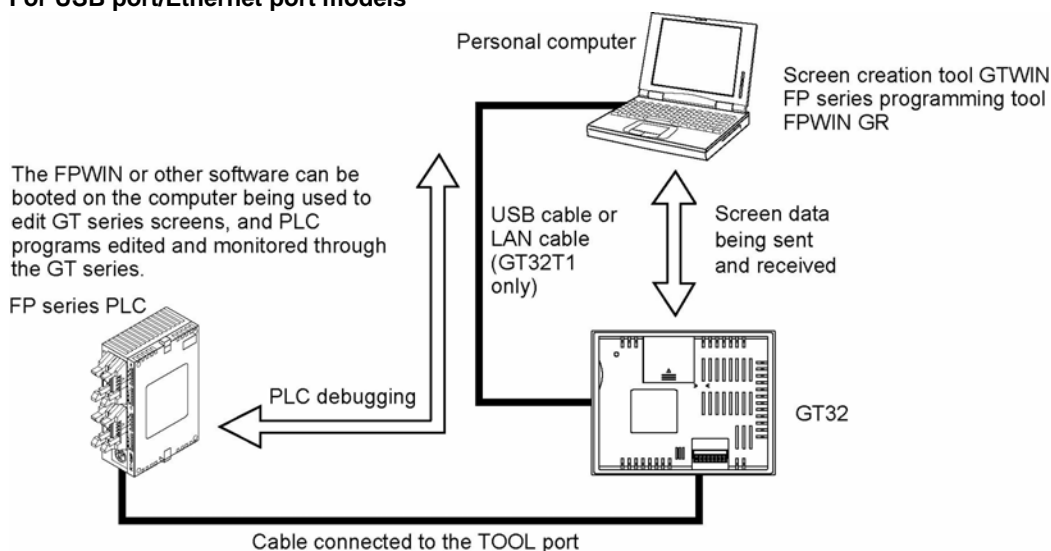 For USB port/Ethernet port models
Personal computer
Screen creation tool GTWIN
FP series programming tool
FPWIN GR
The FPWIN or other software can be
booted on the computer being used to
edit GT series screens, and PLC
programs edited and monitored through
the GT series.
USB cable or
LAN cable
(GT32T1
only)
Screen data
being sent
and received
FP series PLC
PLC debugging
GT32
Cable connected to the TOOL port